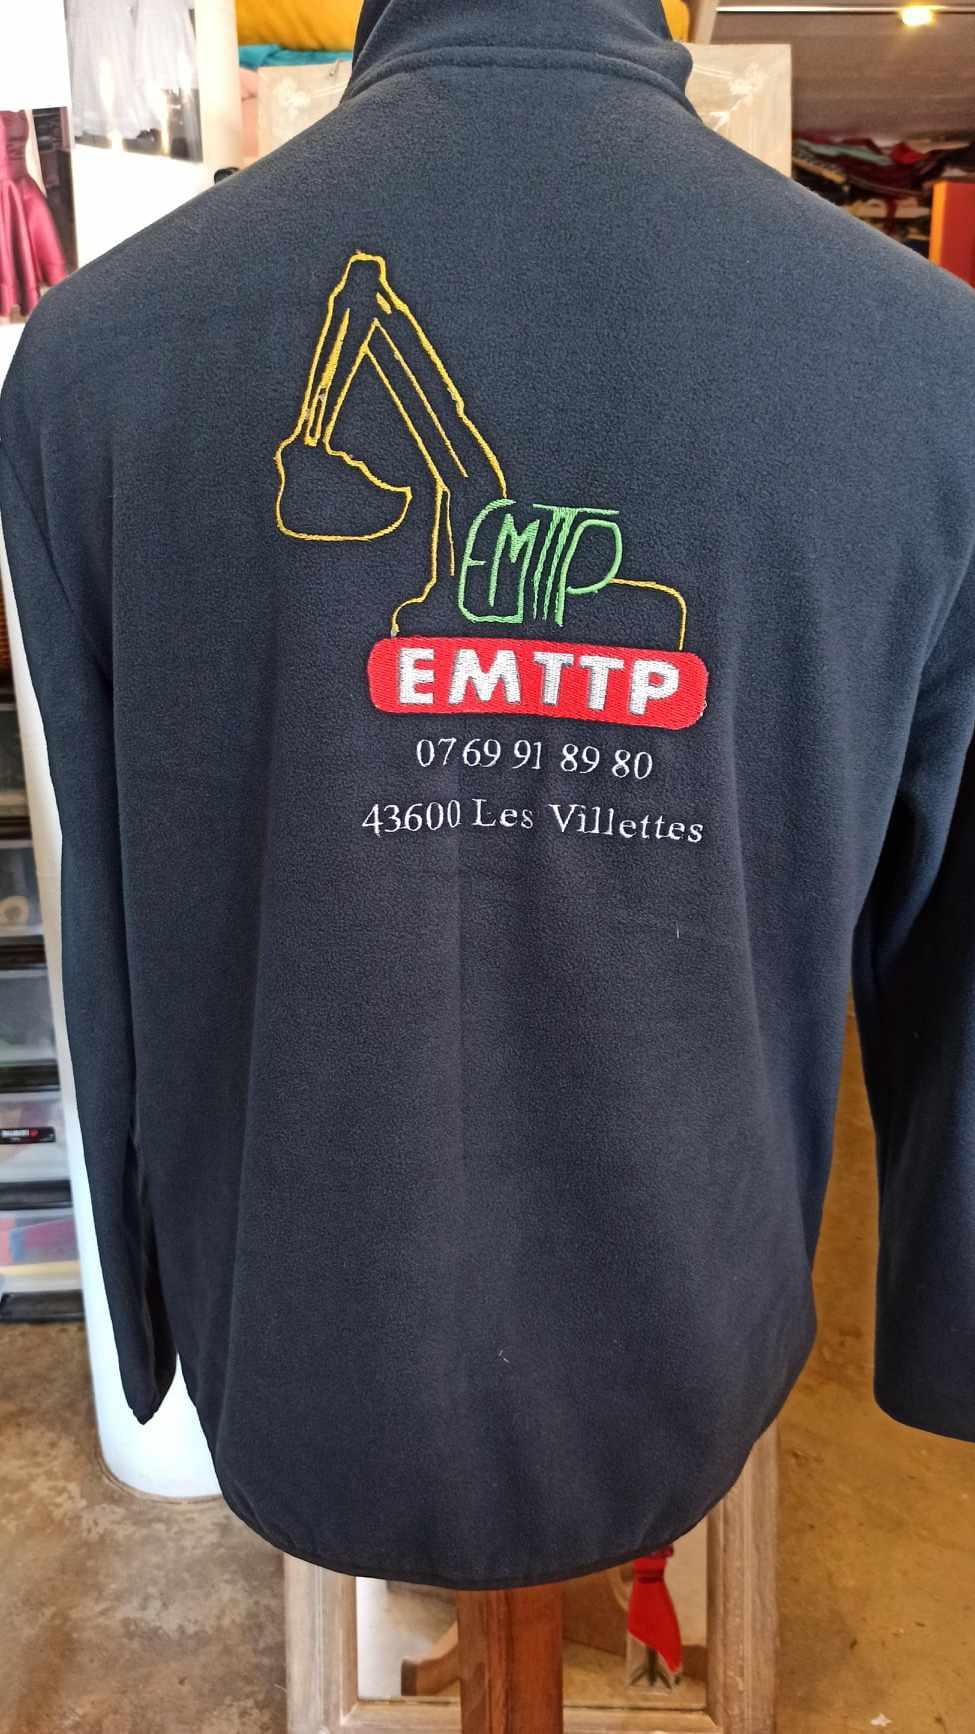 EMTTP
EMTTP
07 69 91 89 80
43600 Les Villettes